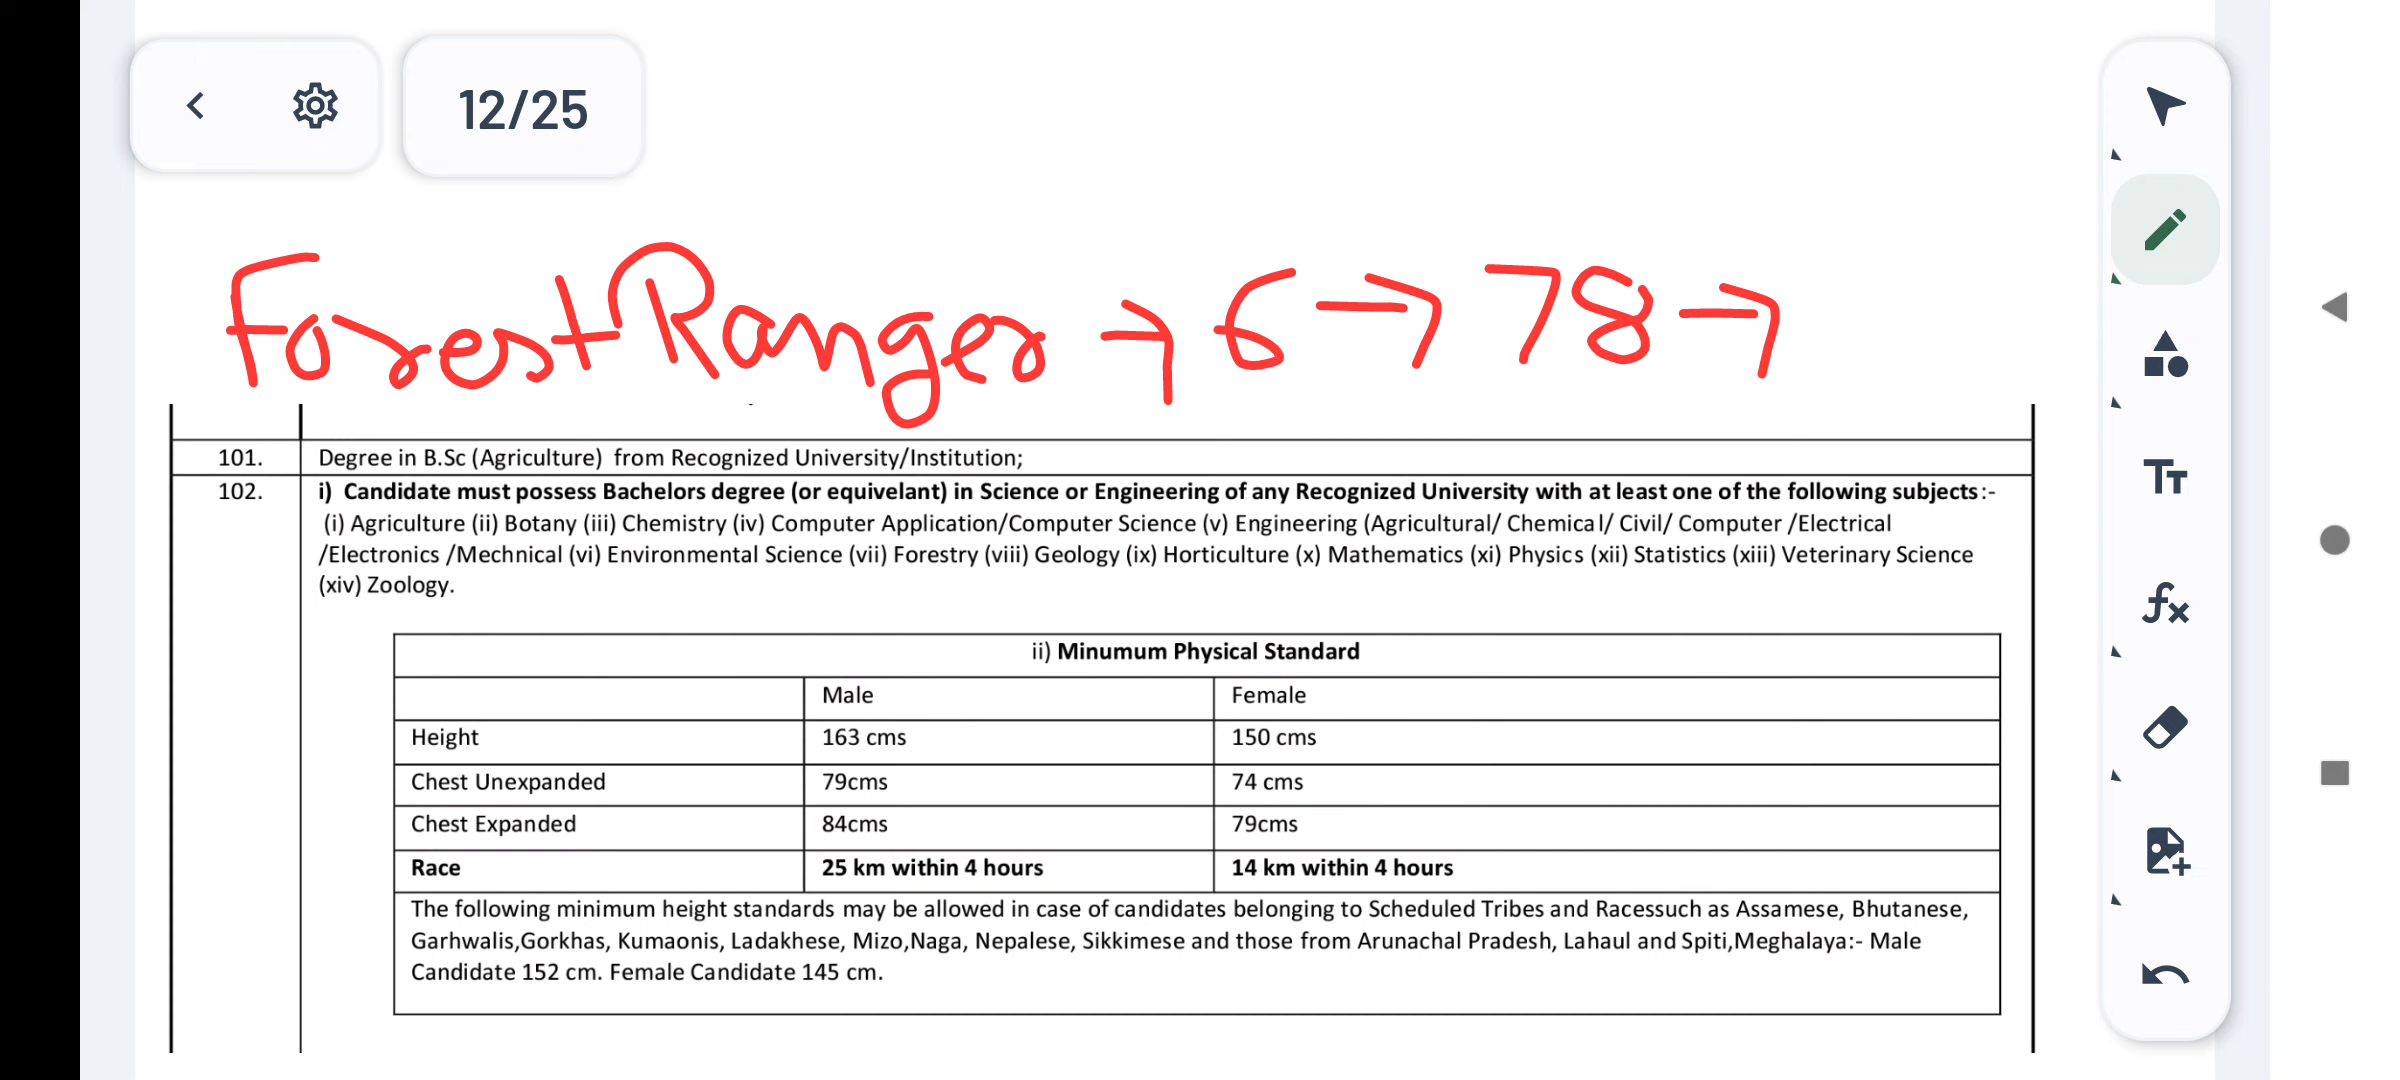 12/25
Forest Ranger → 6 → 78 →
101. Degree in B.Sc (Agriculture) from Recognized University/Institution;
102. i) Candidate must possess Bachelors degree (or equivelant) in Science or Engineering of any Recognized University with at least one of the following subjects:-
(i) Agriculture (ii) Botany (iii) Chemistry (iv) Computer Application/Computer Science (v) Engineering (Agricultural/ Chemical/ Civil/ Computer /Electrical
/Electronics /Mechnical (vi) Environmental Science (vii) Forestry (viii) Geology (ix) Horticulture (x) Mathematics (xi) Physics (xii) Statistics (xiii) Veterinary Science
(xiv) Zoology.
ii) Minumum Physical Standard
Male Female
Height 163 cms 150 cms
Chest Unexpanded 79cms 74 cms
Chest Expanded 84cms 79cms
Race 25 km within 4 hours 14 km within 4 hours
The following minimum height standards may be allowed in case of candidates belonging to Scheduled Tribes and Racessuch as Assamese, Bhutanese,
Garhwalis,Gorkhas, Kumaonis, Ladakhese, Mizo,Naga, Nepalese, Sikkimese and those from Arunachal Pradesh, Lahaul and Spiti,Meghalaya:- Male
Candidate 152 cm. Female Candidate 145 cm.
Tт
fx